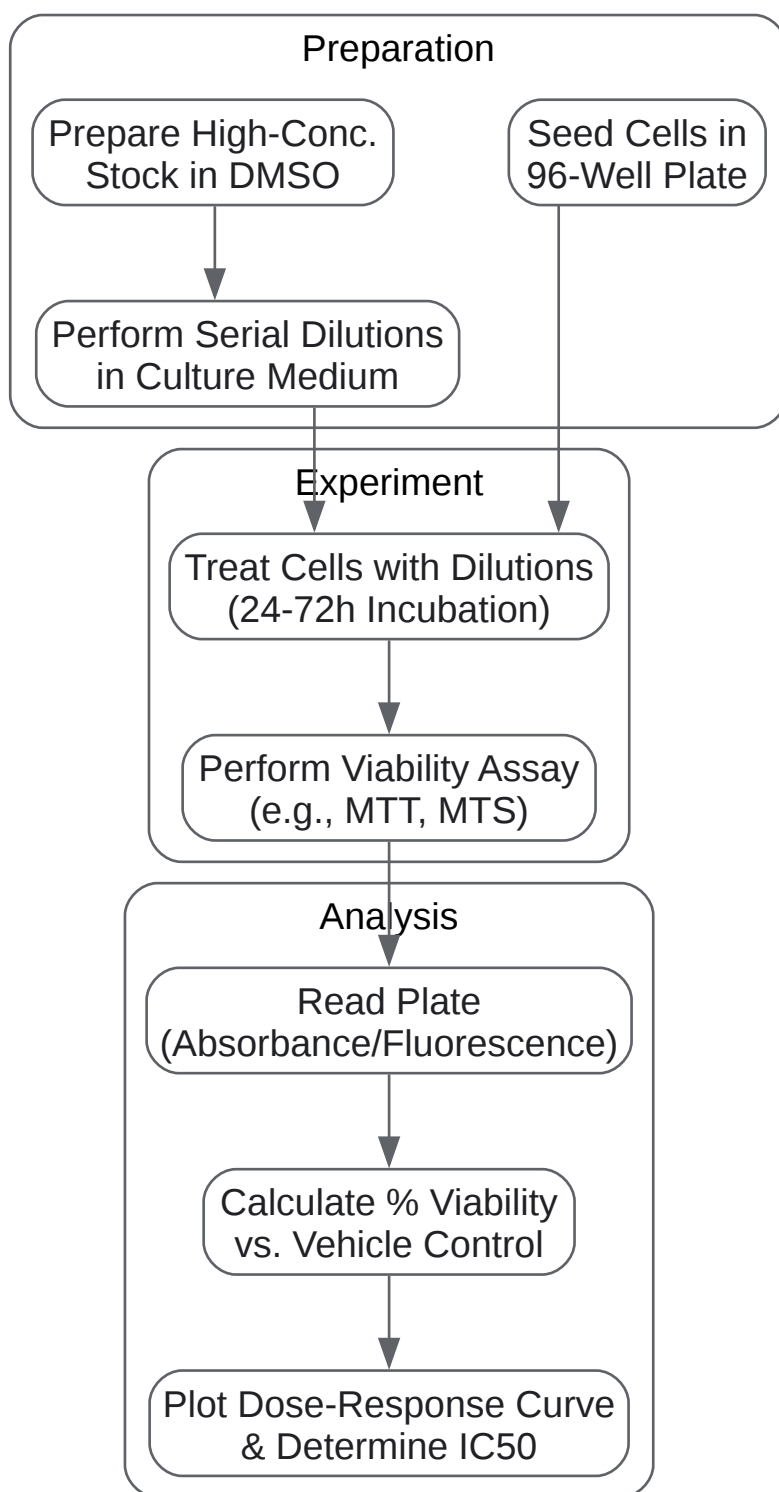 Preparation
Prepare High-Conc.
Stock in DMSO
Seed Cells in
96-Well Plate
Perform Serial Dilutions
in Culture Medium
Experiment
Treat Cells with Dilutions
(24-72h Incubation)
Perform Viability Assay
(e.g., MTT, MTS)
Analysis
Read Plate
(Absorbance/Fluorescence)
Calculate % Viability
vs. Vehicle Control
Plot Dose-Response Curve
& Determine IC50